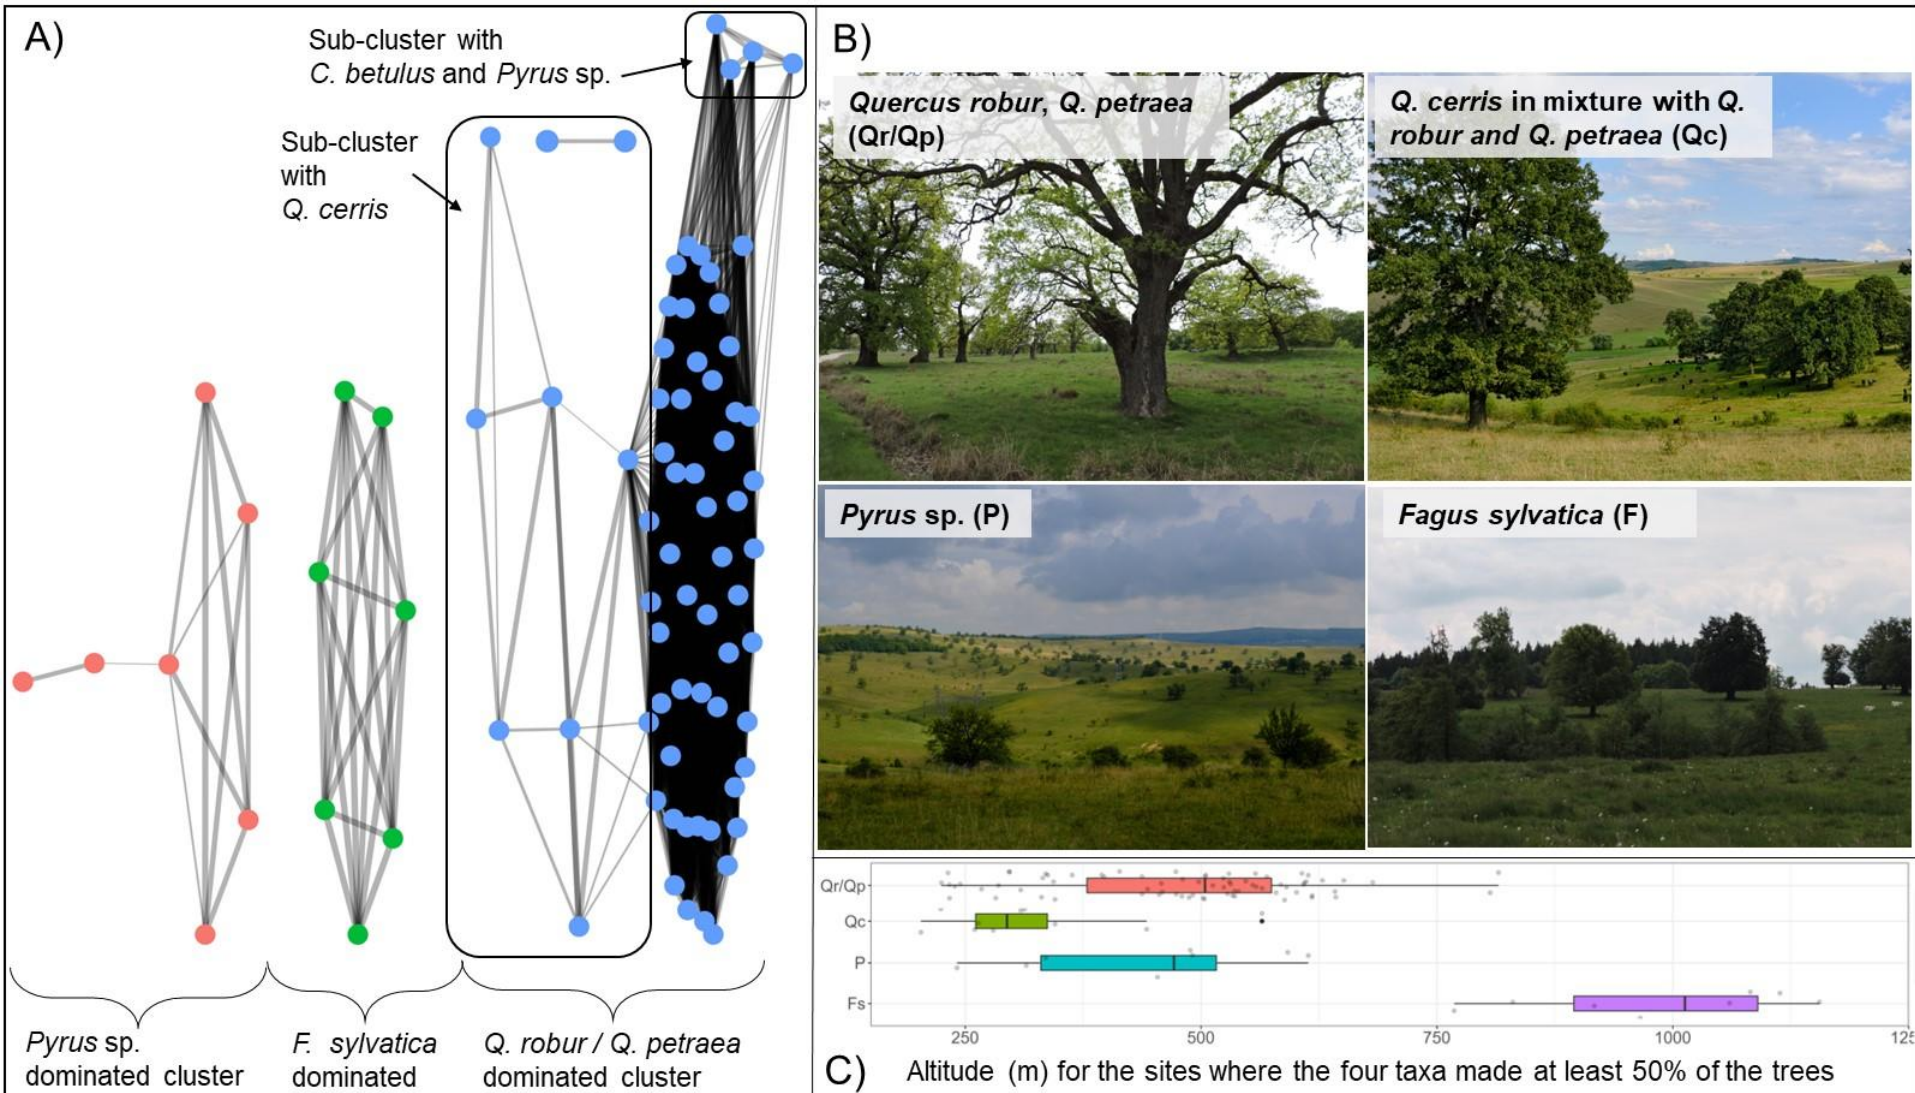 A)
Sub-cluster with
C. betulus and Pyrus sp.
Sub-cluster
with
Q. cerris
Pyrus sp.
dominated cluster
F. sylvatica
dominated
Q. robur / Q. petraea
dominated cluster
B)
Quercus robur, Q. petraea
(Qr/Qp)
Q. cerris in mixture with Q.
robur and Q. petraea (Qc)
Pyrus sp. (P)
Fagus sylvatica (F)
Qr/Qp
Qc
P
Fs
250 500 750 1000 125
C) Altitude (m) for the sites where the four taxa made at least 50% of the trees